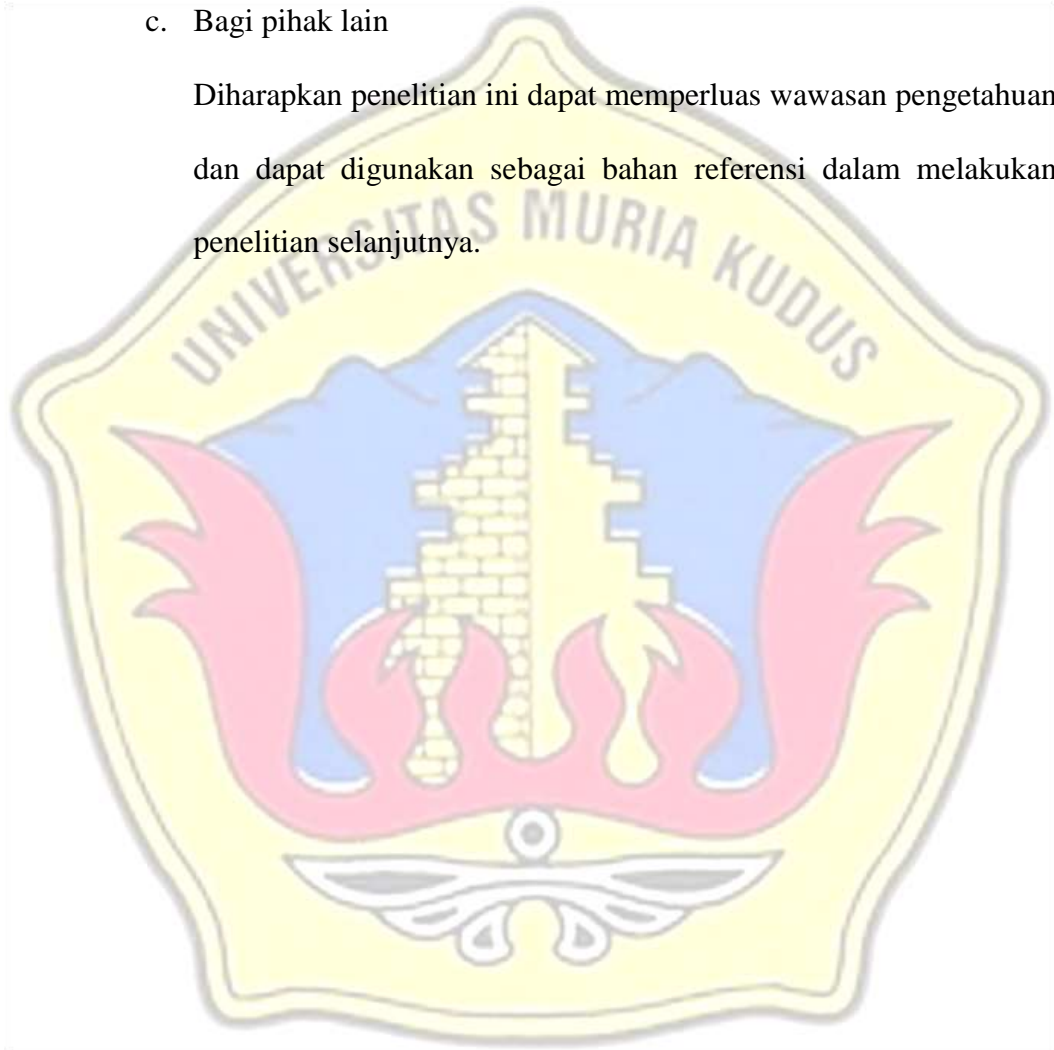 c. Bagi pihak lain
Diharapkan penelitian ini dapat memperluas wawasan pengetahuan
dan dapat digunakan sebagai bahan referensi dalam melakukan
penelitian selanjutnya.
UNIVERSITAS MURIA KUDUS